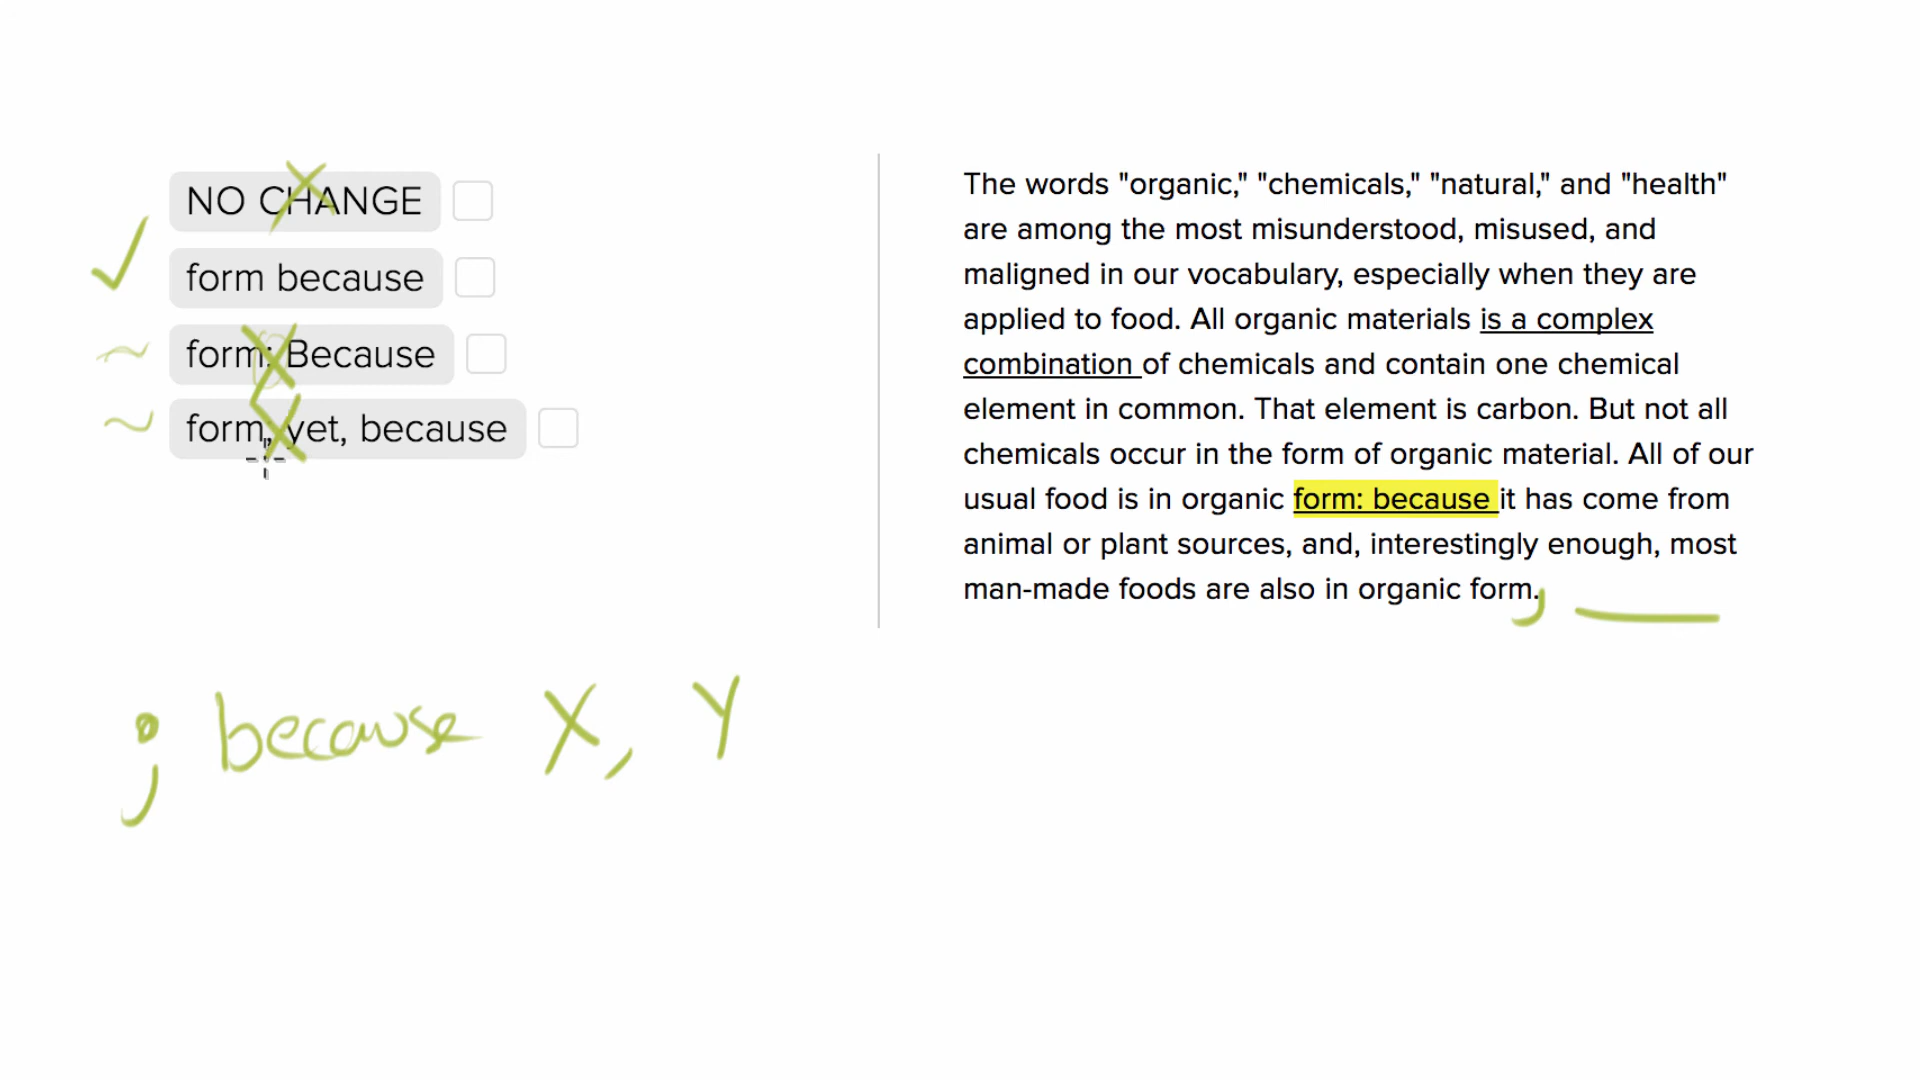 NO CHANGE
form because
form: Because
form, yet, because
The words "organic," "chemicals," "natural," and "health"
are among the most misunderstood, misused, and
maligned in our vocabulary, especially when they are
applied to food. All organic materials is a complex
combination of chemicals and contain one chemical
element in common. That element is carbon. But not all
chemicals occur in the form of organic material. All of our
usual food is in organic form: because it has come from
animal or plant sources, and, interestingly enough, most
man-made foods are also in organic form.,
; because X, Y